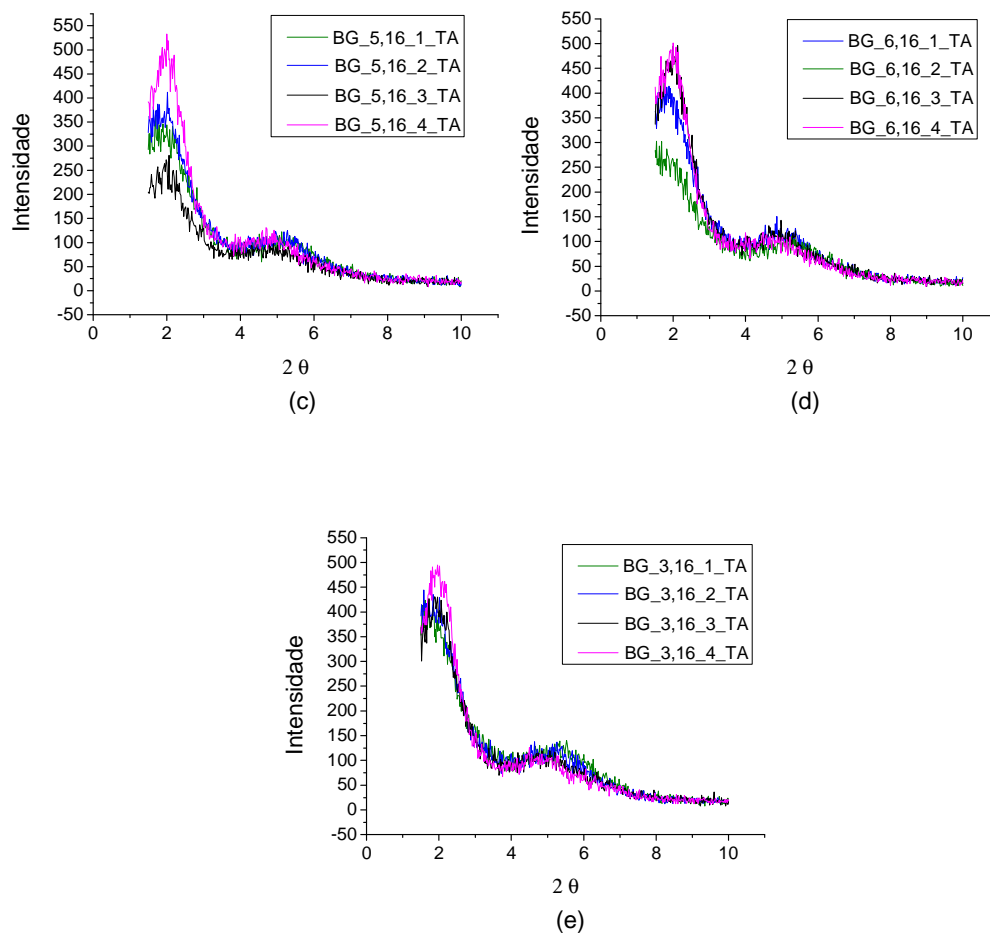 550
500
450
400
350
300
250
200
150
100
50
0
-50
Intensidade
BG_5,16_1_TA
BG_5,16_2_TA
BG_5,16_3_TA
BG_5,16_4_TA
0 2 4 6 8 10
2 θ
(c)
550
500
450
400
350
300
250
200
150
100
50
0
-50
Intensidade
BG_6,16_1_TA
BG_6,16_2_TA
BG_6,16_3_TA
BG_6,16_4_TA
0 2 4 6 8 10
2 θ
(d)
550
500
450
400
350
300
250
200
150
100
50
0
-50
Intensidade
BG_3,16_1_TA
BG_3,16_2_TA
BG_3,16_3_TA
BG_3,16_4_TA
0 2 4 6 8 10
2 θ
(e)